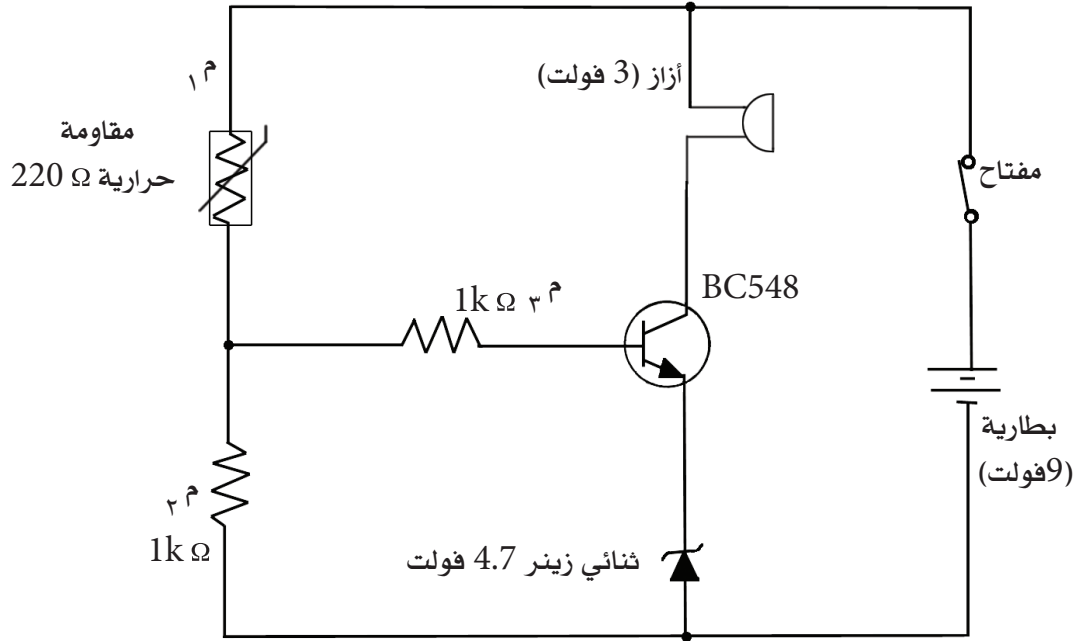 م ١
أزاز (3 فولت)
مقاومة
حرارية 220 Ω
مفتاح
BC548
1k Ω م ٣
بطارية
(9فولت)
م ٢
1k Ω
ثنائي زينر 4.7 فولت